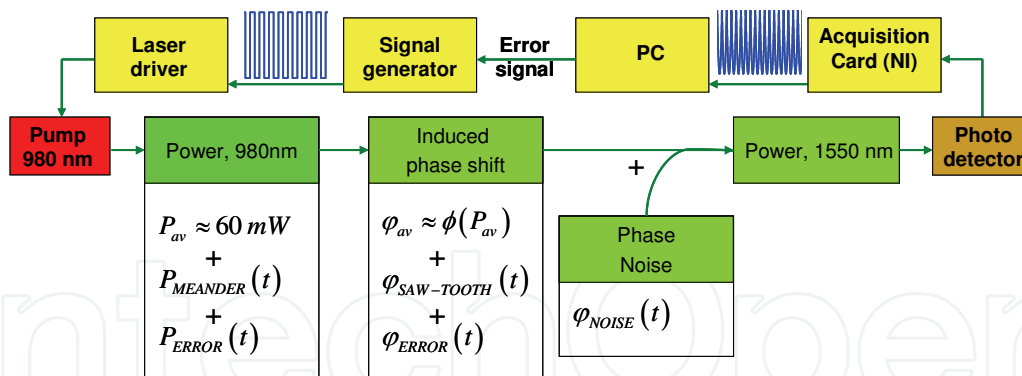 Laser
driver
Signal
generator
Error
signal
PC
Acquisition
Card (NI)
Pump
980 nm
Power, 980nm
Induced
phase shift
+
Power, 1550 nm
Photo
detector
P_av ≈ 60 mW
+
P_MEANDER (t)
+
P_ERROR (t)
φ_av ≈ ϕ(P_av)
+
φ_SAW-TOOTH (t)
+
φ_ERROR (t)
Phase
Noise
φ_NOISE (t)
intechopen